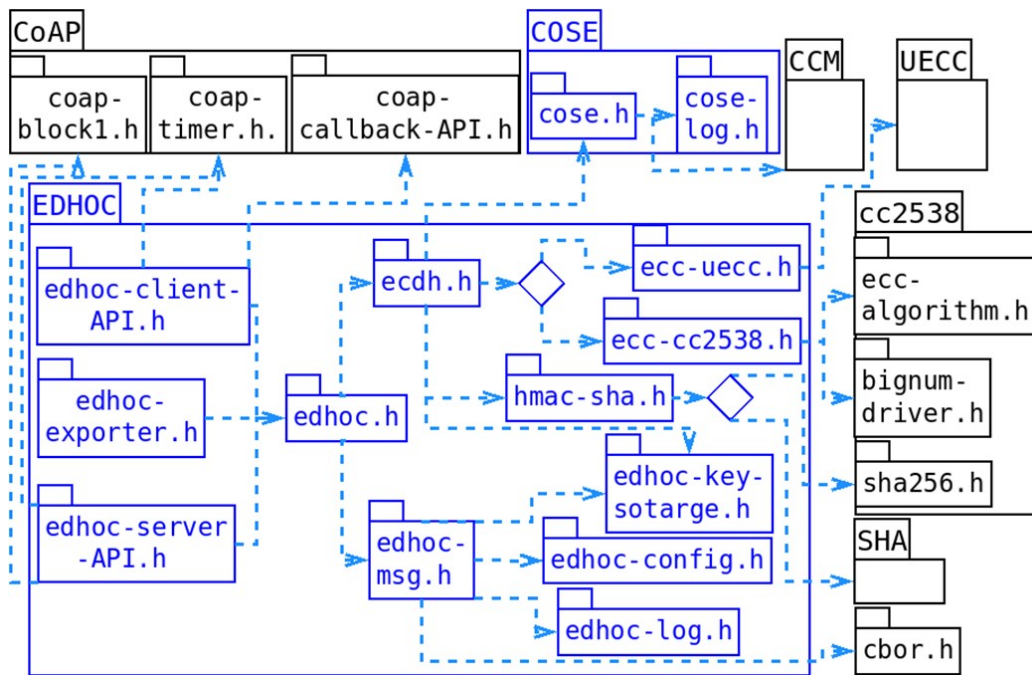 CoAP
coap-
block1.h
coap-
timer.h.
coap-
callback-API.h
COSE
cose.h
cose-
log.h
CCM
UECC
EDHOC
edhoc-client-
API.h
edhoc-
exporter.h
edhoc-server
-API.h
edhoc.h
ecdh.h
ecc-uecc.h
ecc-cc2538.h
hmac-sha.h
edhoc-key-
sotarge.h
edhoc-
msg.h
edhoc-config.h
edhoc-log.h
cc2538
ecc-
algorithm.h
bignum-
driver.h
sha256.h
SHA
cbor.h